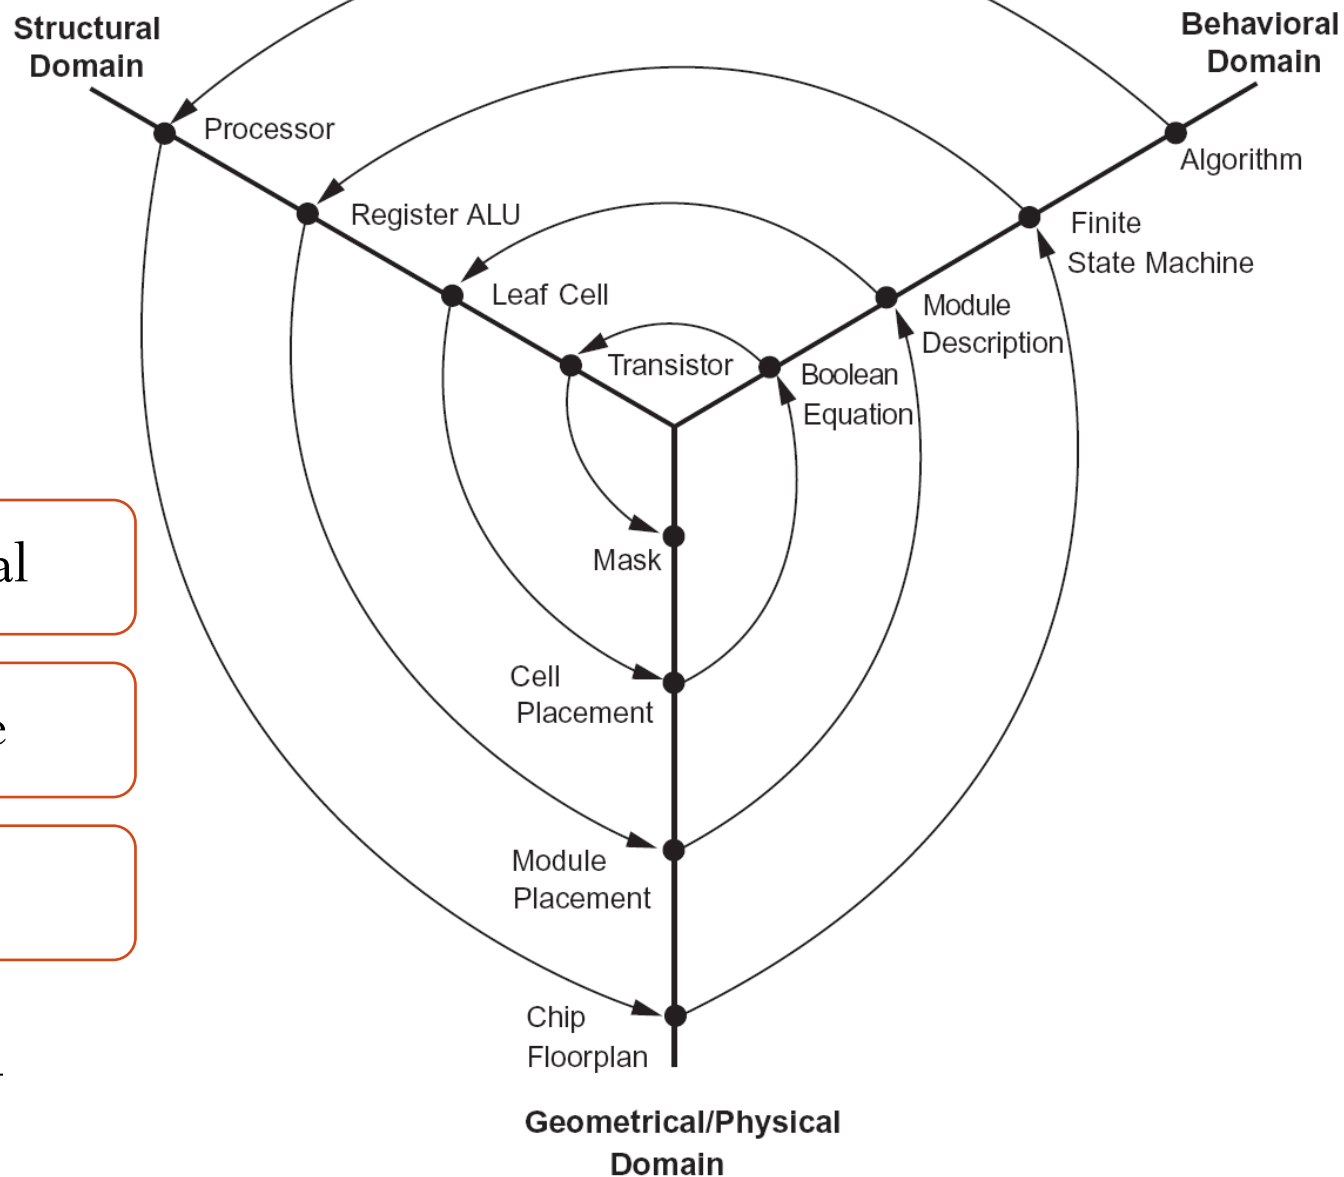 Structural
Domain
Behavioral
Domain
Processor
Algorithm
Register ALU
Finite
State Machine
Leaf Cell
Module
Description
Transistor
Boolean
Equation
Mask
Cell
Placement
Module
Placement
Chip
Floorplan
Geometrical/Physical
Domain